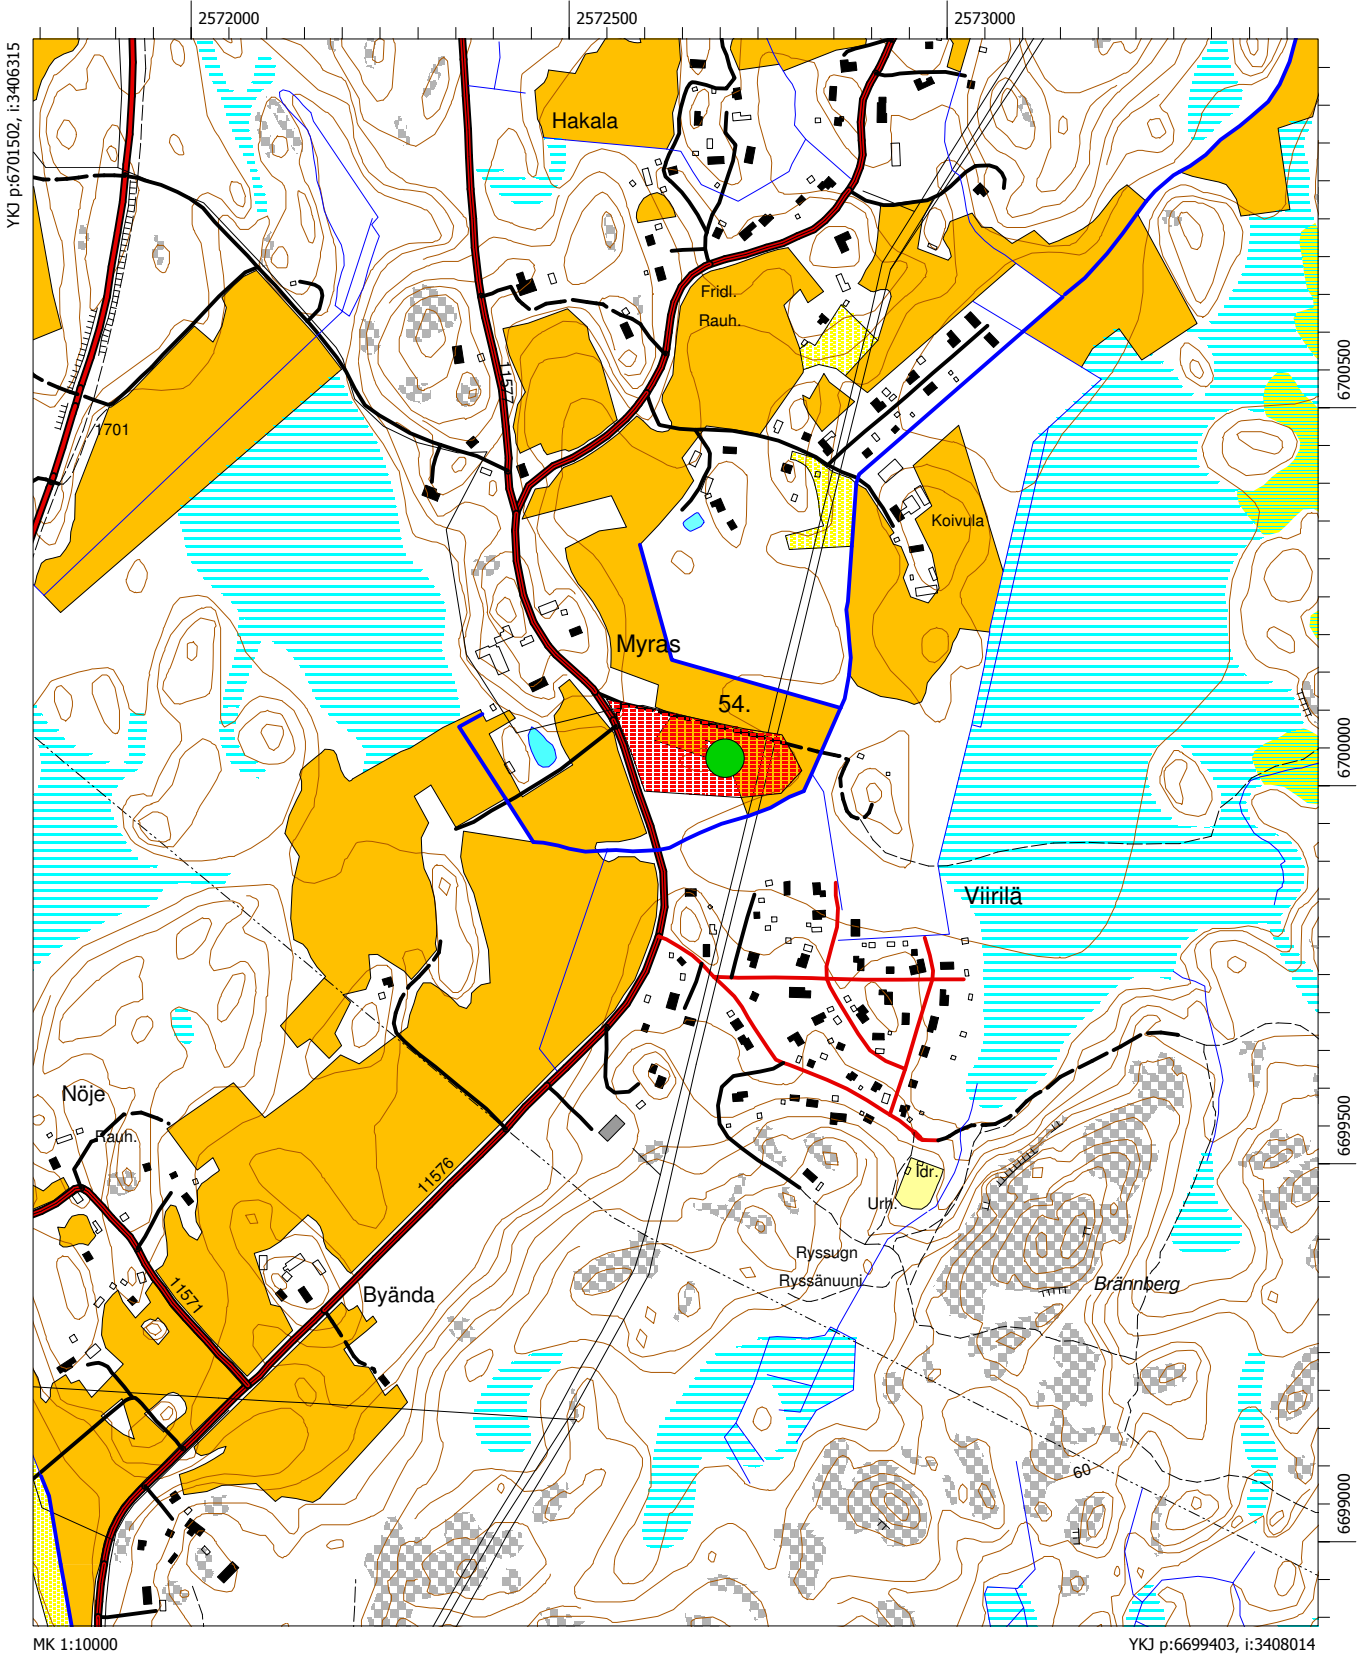 2572000
2572500
2573000
YKJ p:6701502, i:3406315
Hakala
Fridl.
Rauh.
11577
6700500
1701
Koivula
Myras
54.
6700000
Viirilä
Nöje
Rauh.
6699500
11576
Idr.
Urh.
11571
Ryssugn
Ryssänuuni
Brännberg
Byända
60
6699000
MK 1:10000
YKJ p:6699403, i:3408014